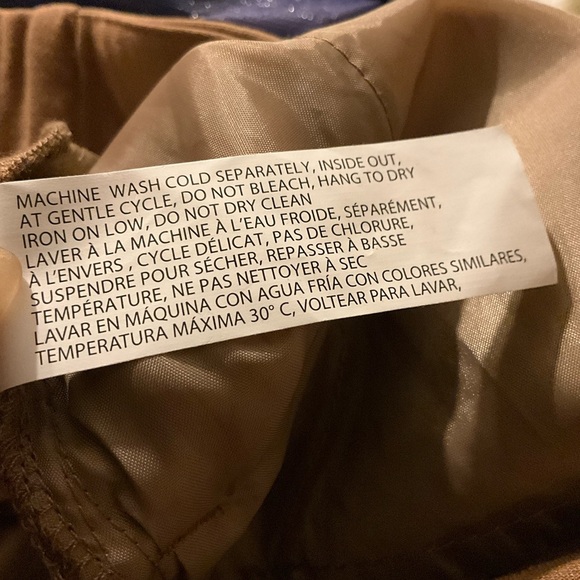 MACHINE WASH COLD SEPARATELY, INSIDE OUT,
AT GENTLE CYCLE, DO NOT BLEACH, HANG TO DRY
IRON ON LOW, DO NOT DRY CLEAN
LAVER À LA MACHINE À L'EAU FROIDE, SÉPARÉMENT,
À L'ENVERS , CYCLE DÉLICAT, PAS DE CHLORURE,
SUSPENDRE POUR SÉCHER, REPASSER À BASSE
TEMPÉRATURE, NE PAS NETTOYER À SEC
LAVAR EN MÁQUINA CON AGUA FRÍA CON COLORES SIMILARES,
TEMPERATURA MÁXIMA 30° C, VOLTEAR PARA LAVAR,